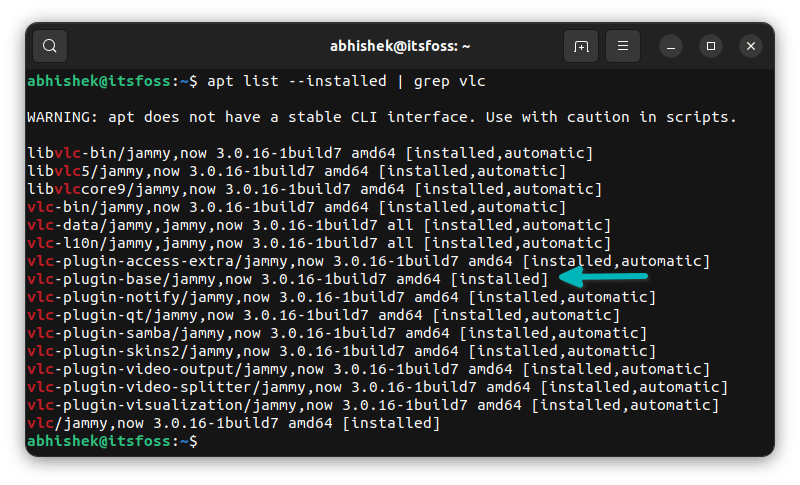 abhishek@itsfoss: ~
abhishek@itsfoss:~$ apt list --installed | grep vlc
WARNING: apt does not have a stable CLI interface. Use with caution in scripts.
libvlc-bin/jammy,now 3.0.16-1build7 amd64 [installed,automatic]
libvlc5/jammy,now 3.0.16-1build7 amd64 [installed,automatic]
libvlccore9/jammy,now 3.0.16-1build7 amd64 [installed,automatic]
vlc-bin/jammy,now 3.0.16-1build7 amd64 [installed,automatic]
vlc-data/jammy,jammy,now 3.0.16-1build7 all [installed,automatic]
vlc-l10n/jammy,jammy,now 3.0.16-1build7 all [installed,automatic]
vlc-plugin-access-extra/jammy,now 3.0.16-1build7 amd64 [installed,automatic]
vlc-plugin-base/jammy,now 3.0.16-1build7 amd64 [installed]
vlc-plugin-notify/jammy,now 3.0.16-1build7 amd64 [installed,automatic]
vlc-plugin-qt/jammy,now 3.0.16-1build7 amd64 [installed,automatic]
vlc-plugin-samba/jammy,now 3.0.16-1build7 amd64 [installed,automatic]
vlc-plugin-skins2/jammy,now 3.0.16-1build7 amd64 [installed,automatic]
vlc-plugin-video-output/jammy,now 3.0.16-1build7 amd64 [installed,automatic]
vlc-plugin-video-splitter/jammy,now 3.0.16-1build7 amd64 [installed,automatic]
vlc-plugin-visualization/jammy,now 3.0.16-1build7 amd64 [installed,automatic]
vlc/jammy,now 3.0.16-1build7 amd64 [installed]
abhishek@itsfoss:~$